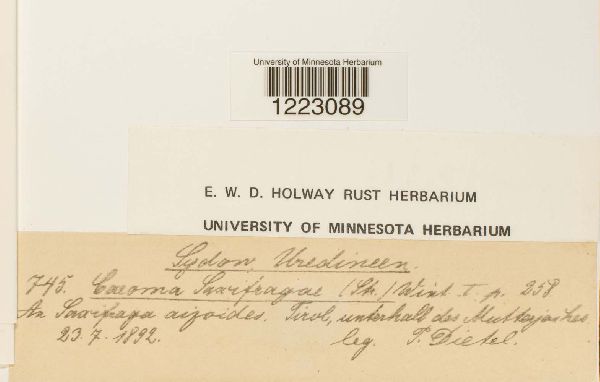 University of Minnesota Herbarium
1223089
E. W. D. HOLWAY RUST HERBARIUM
UNIVERSITY OF MINNESOTA HERBARIUM
Sydow, Uredineen.
745. Caeoma Saxifragae (Str.) Wint. I. p. 258
An Saxifraga aizoides. Tirol, unterhalb des Mutterjoches
23.7.1892. leg. P. Dietel.